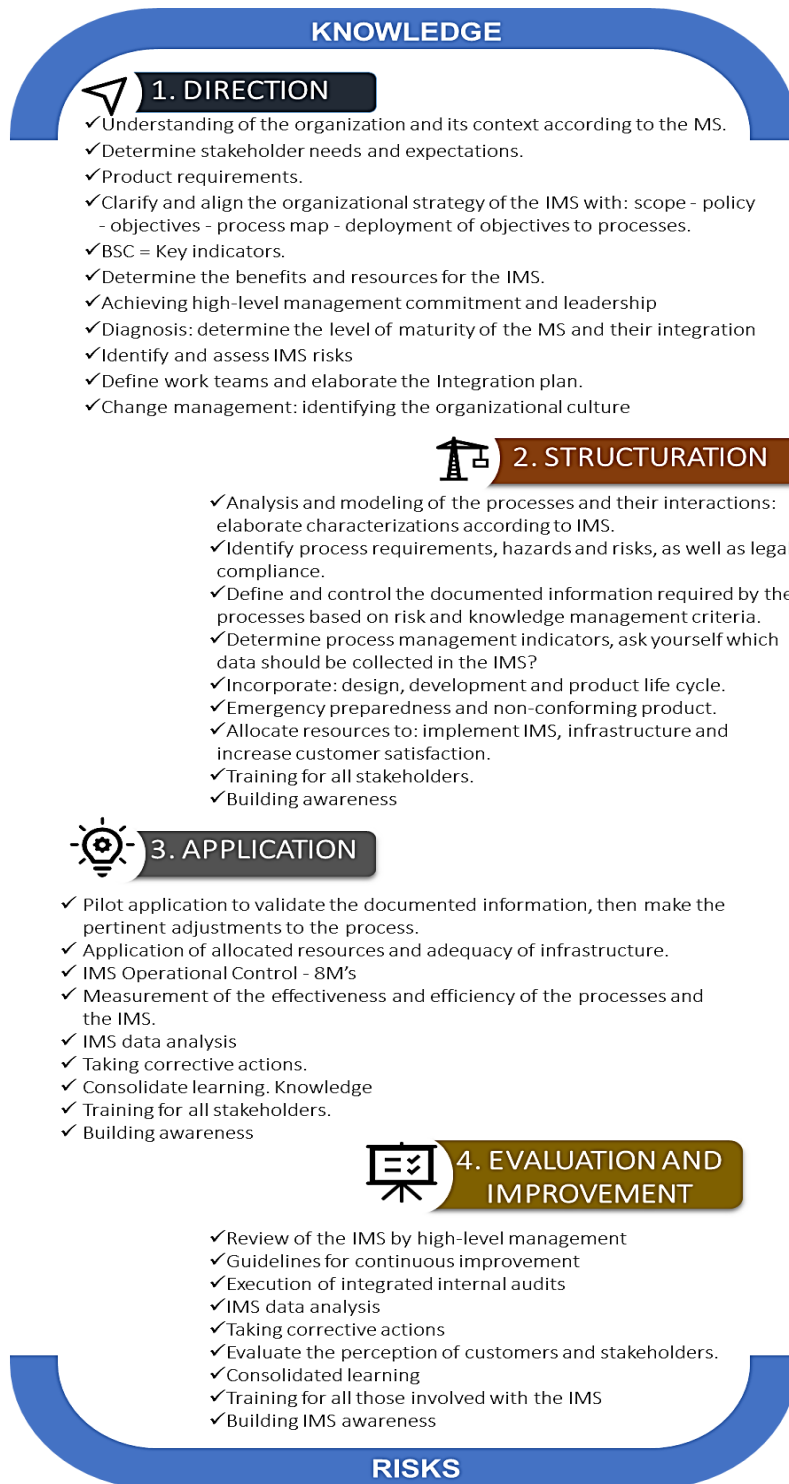 KNOWLEDGE
1. DIRECTION
✓Understanding of the organization and its context according to the MS.
✓Determine stakeholder needs and expectations.
✓Product requirements.
✓Clarify and align the organizational strategy of the IMS with: scope - policy
- objectives - process map - deployment of objectives to processes.
✓BSC = Key indicators.
✓Determine the benefits and resources for the IMS.
✓Achieving high-level management commitment and leadership
✓Diagnosis: determine the level of maturity of the MS and their integration
✓Identify and assess IMS risks
✓Define work teams and elaborate the Integration plan.
✓Change management: identifying the organizational culture
2. STRUCTURATION
✓Analysis and modeling of the processes and their interactions:
elaborate characterizations according to IMS.
✓Identify process requirements, hazards and risks, as well as lega
compliance.
✓Define and control the documented information required by the
processes based on risk and knowledge management criteria.
✓Determine process management indicators, ask yourself which
data should be collected in the IMS?
✓Incorporate: design, development and product life cycle.
✓Emergency preparedness and non-conforming product.
✓Allocate resources to: implement IMS, infrastructure and
increase customer satisfaction.
✓Training for all stakeholders.
✓Building awareness
3. APPLICATION
✓ Pilot application to validate the documented information, then make the
pertinent adjustments to the process.
✓ Application of allocated resources and adequacy of infrastructure.
✓ IMS Operational Control - 8M's
✓ Measurement of the effectiveness and efficiency of the processes and
the IMS.
✓ IMS data analysis
✓ Taking corrective actions.
✓ Consolidate learning. Knowledge
✓ Training for all stakeholders.
✓ Building awareness
4. EVALUATION AND
IMPROVEMENT
✓Review of the IMS by high-level management
✓Guidelines for continuous improvement
✓Execution of integrated internal audits
✓IMS data analysis
✓Taking corrective actions
✓Evaluate the perception of customers and stakeholders.
✓Consolidated learning
✓Training for all those involved with the IMS
✓Building IMS awareness
RISKS